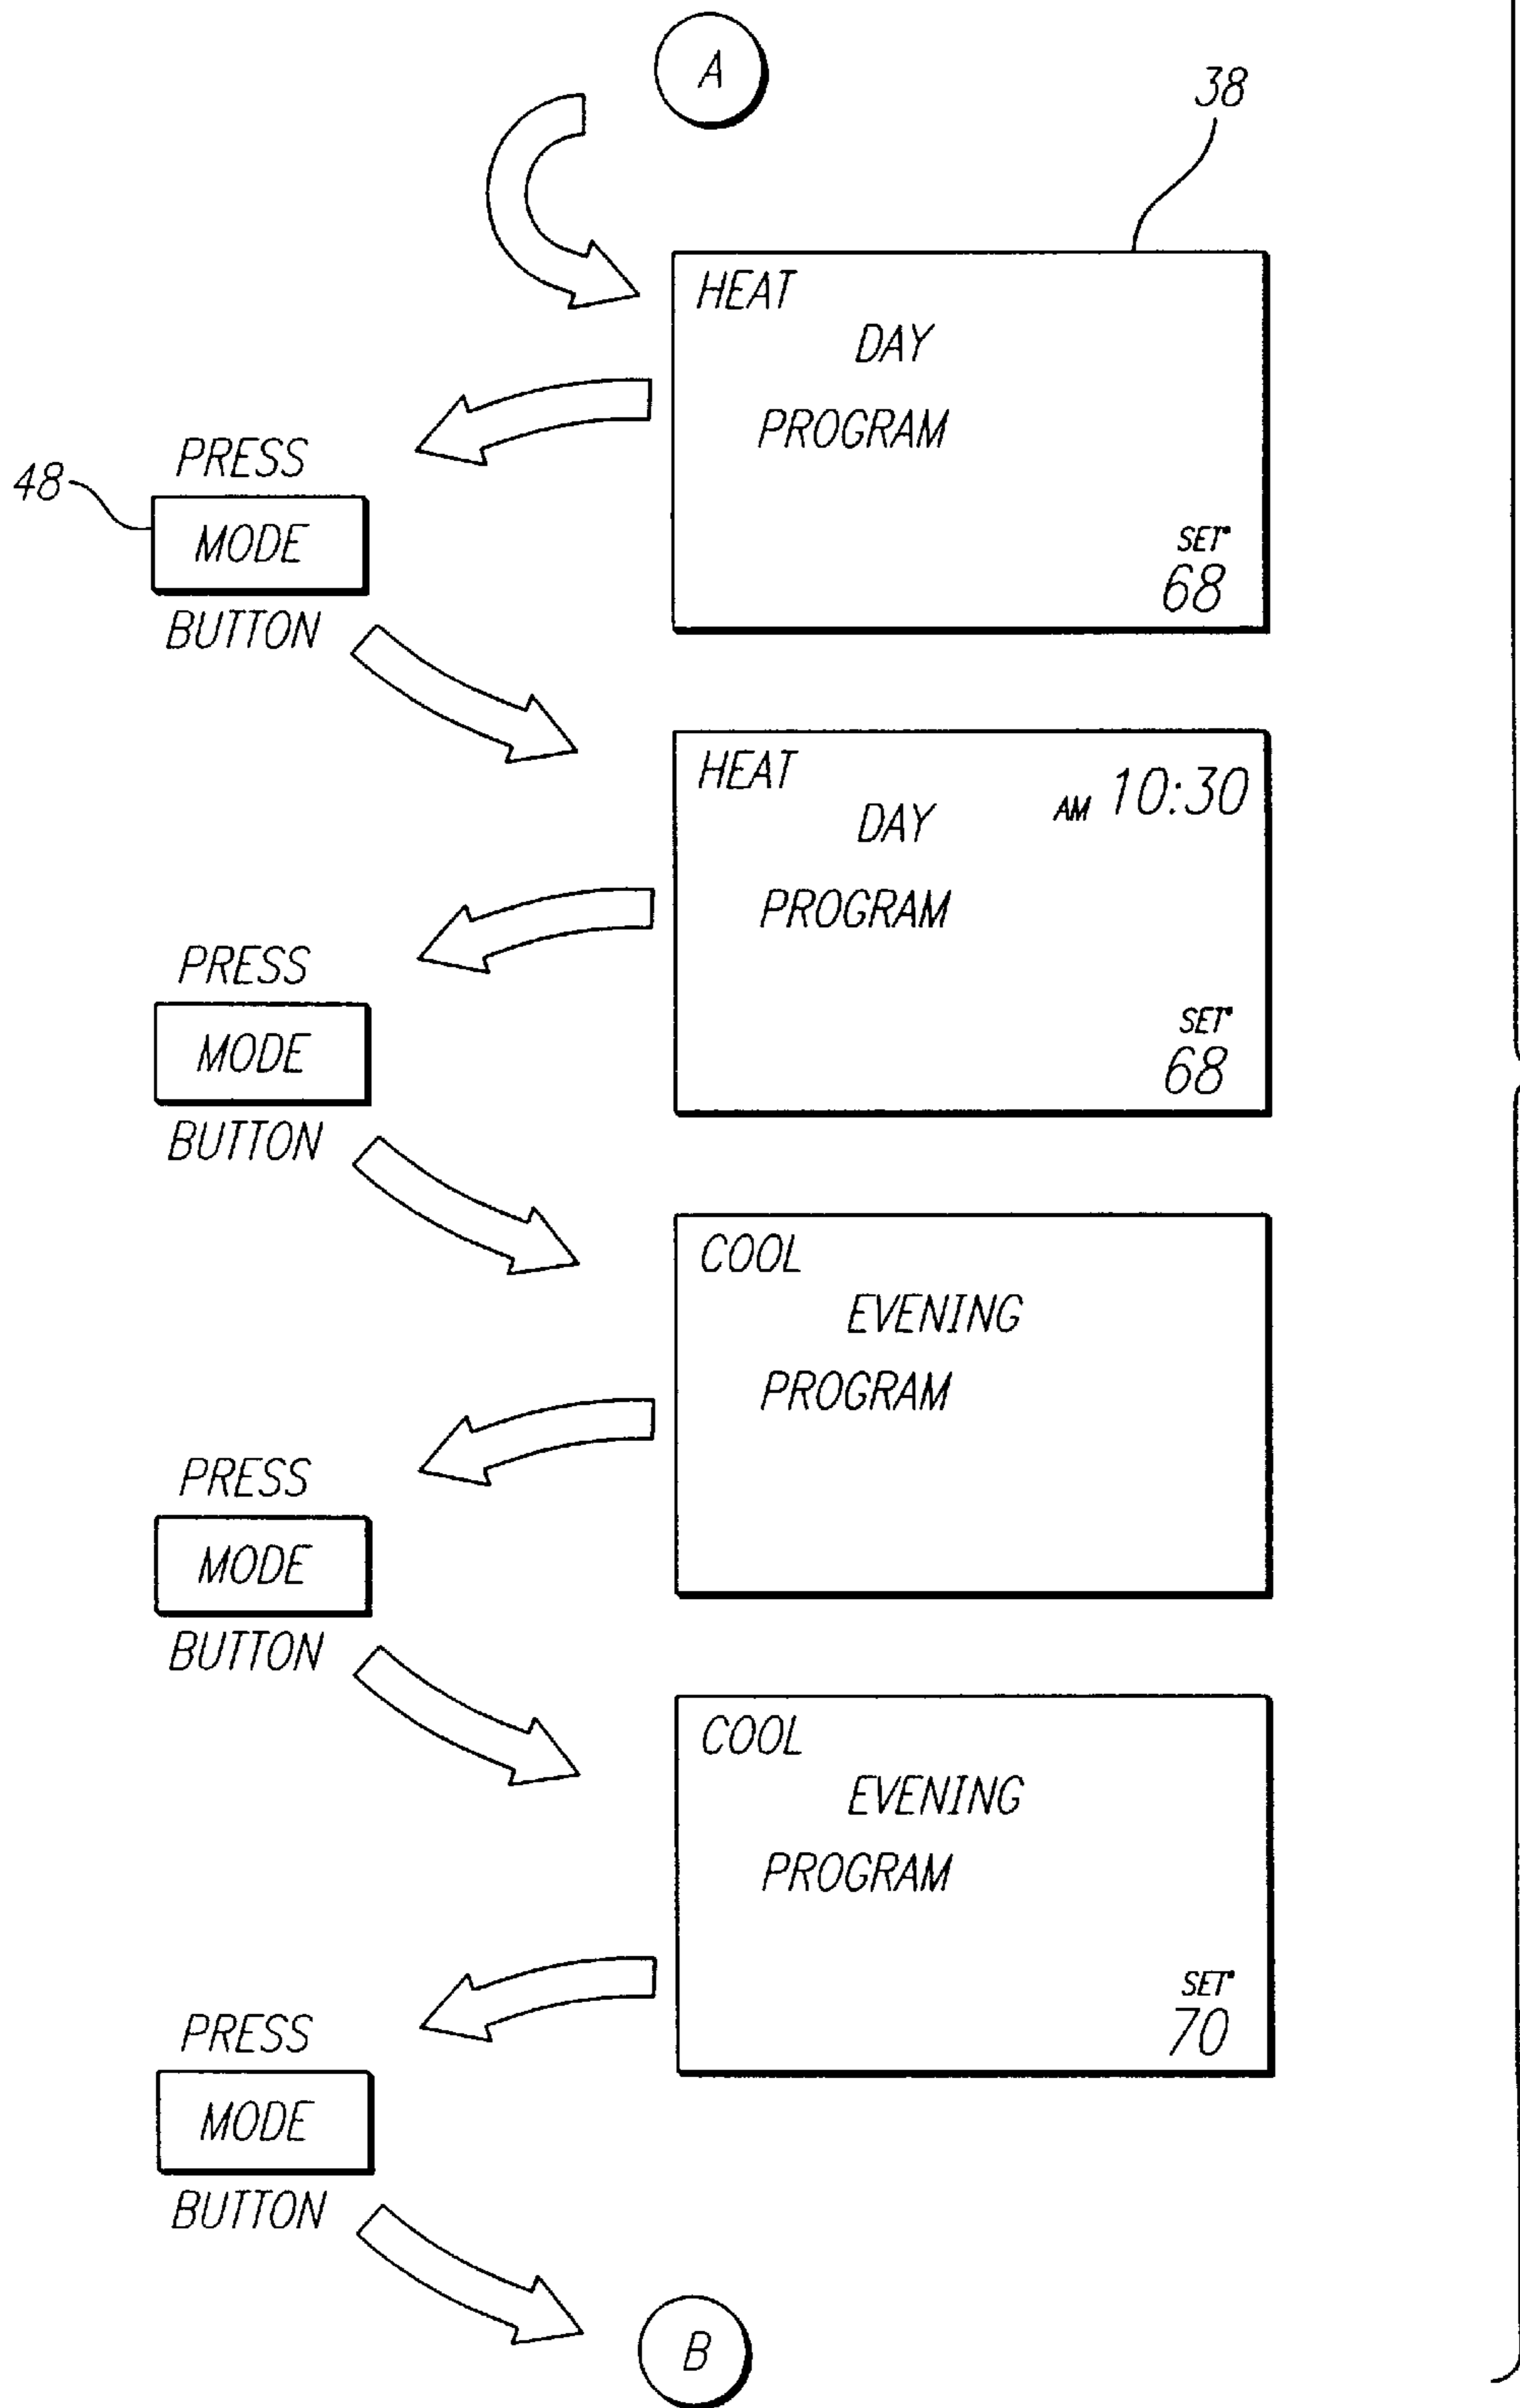 A
38
HEAT
DAY
PROGRAM
SET°
68
PRESS
48
MODE
BUTTON
HEAT
AM 10:30
DAY
PROGRAM
SET°
68
PRESS
MODE
BUTTON
COOL
EVENING
PROGRAM
PRESS
MODE
BUTTON
COOL
EVENING
PROGRAM
SET°
70
PRESS
MODE
BUTTON
B